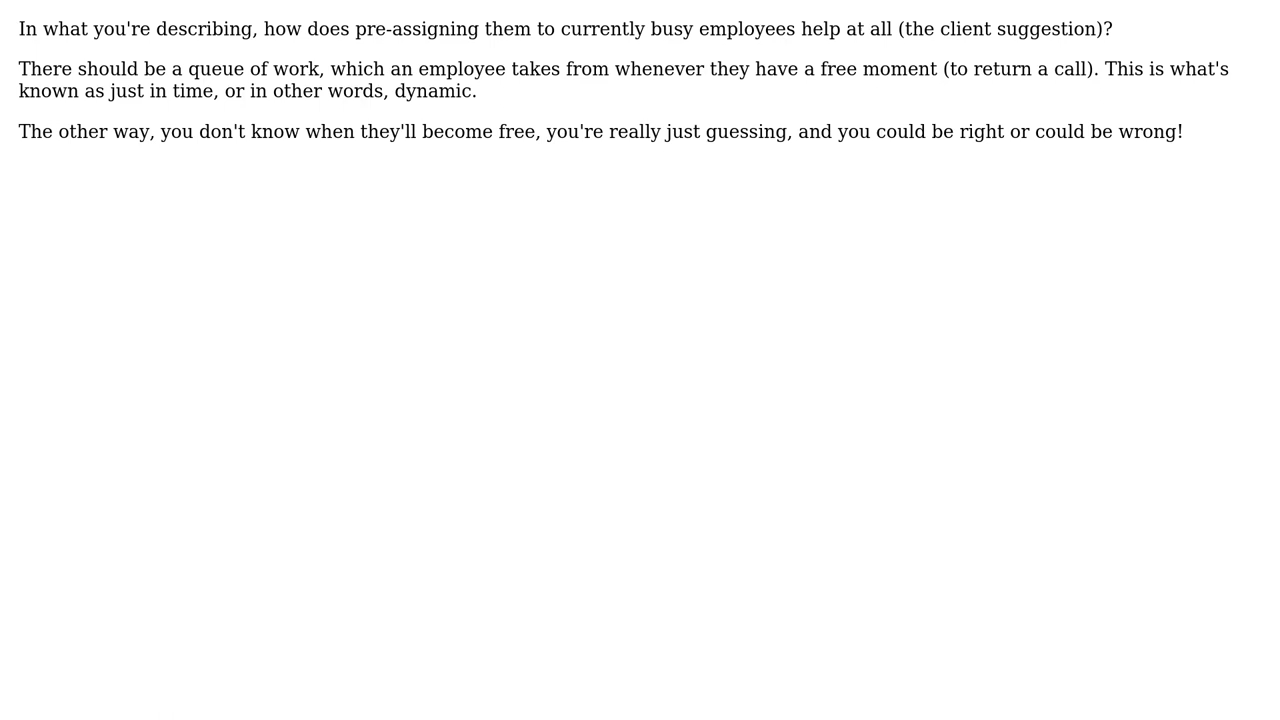 In what you're describing, how does pre-assigning them to currently busy employees help at all (the client suggestion)?
There should be a queue of work, which an employee takes from whenever they have a free moment (to return a call). This is what's
known as just in time, or in other words, dynamic.
The other way, you don't know when they'll become free, you're really just guessing, and you could be right or could be wrong!